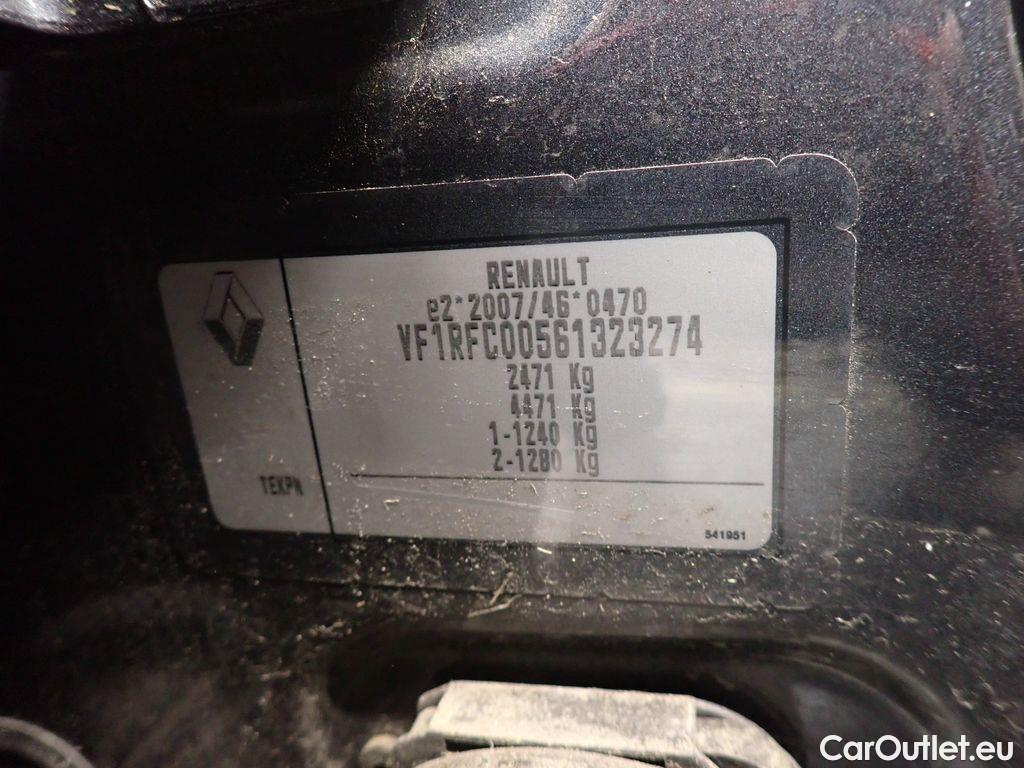 RENAULT
e2*2007/46*0470
VF1RFC00561323274
2471 Kg
4471 Kg
1-1240 Kg
2-1280 Kg
TEKPN
541951
CarOutlet.eu